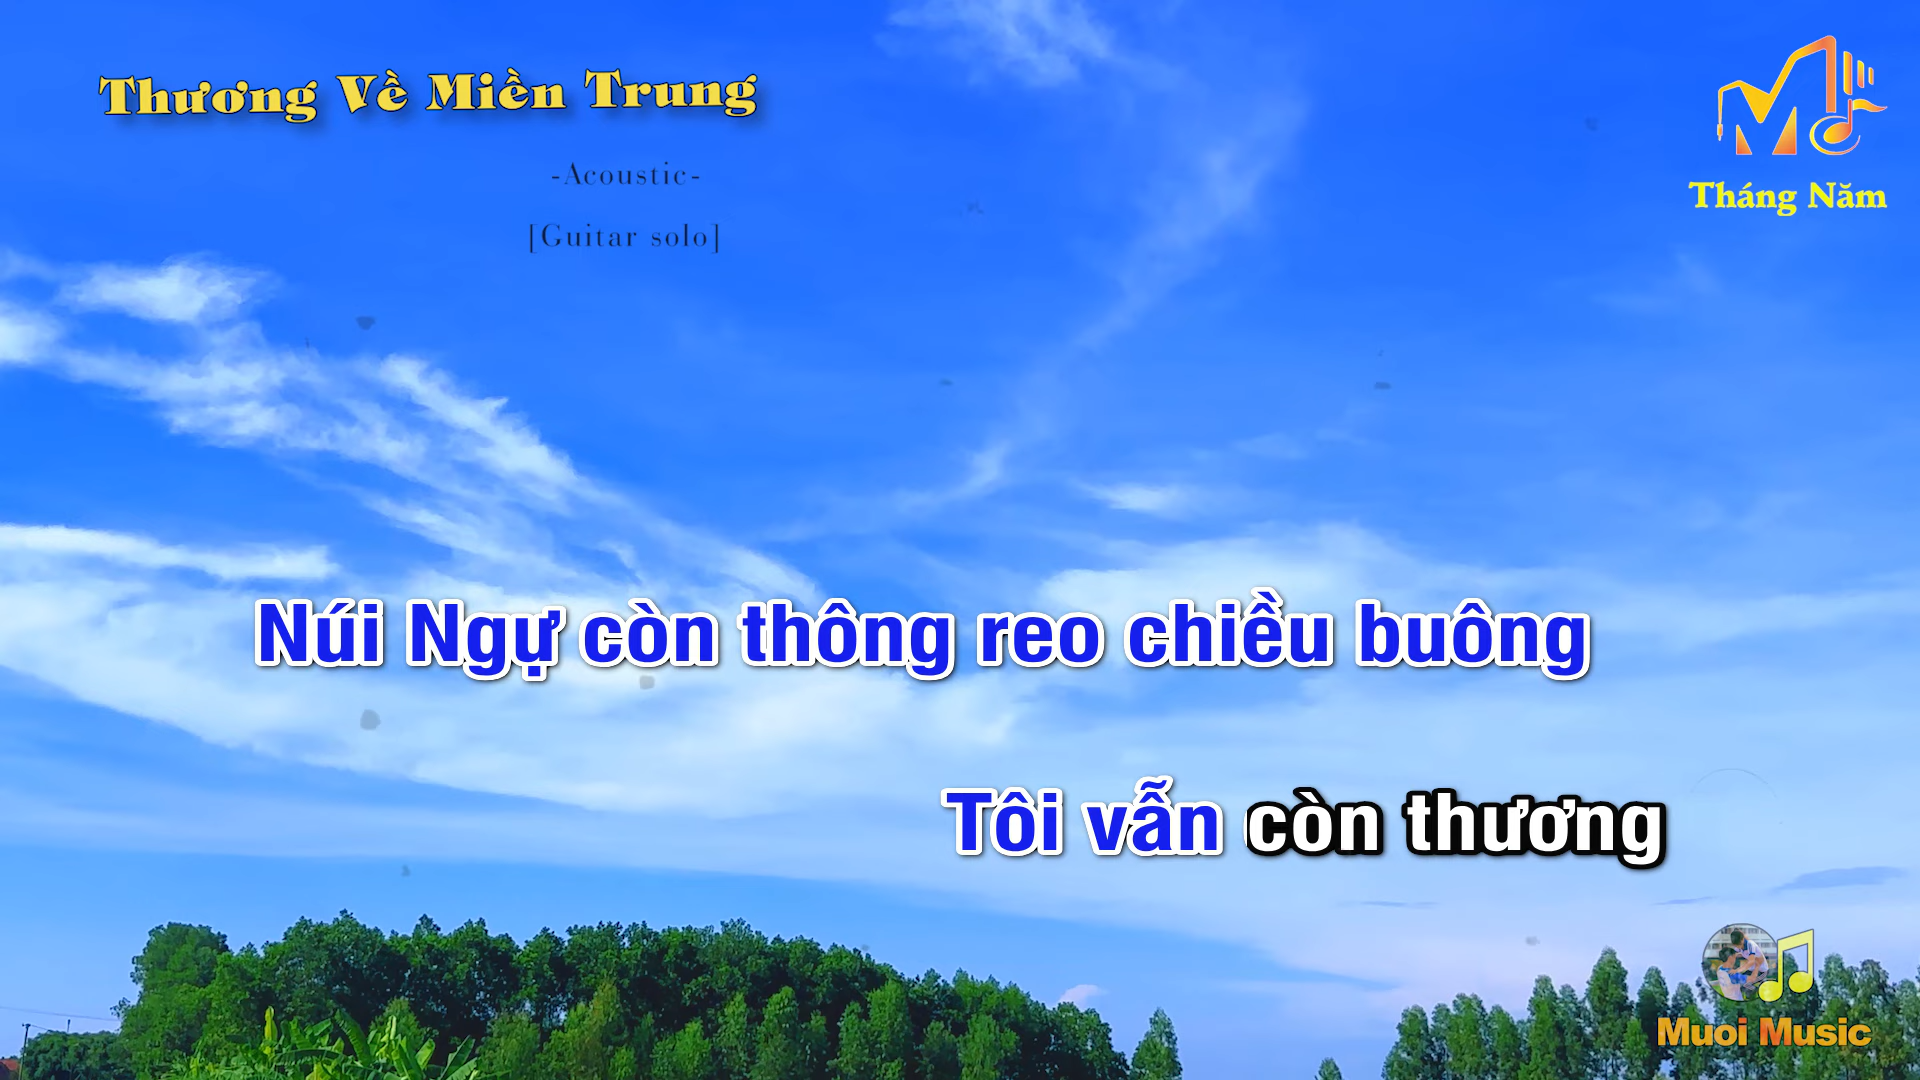 Thương Về Miền Trung
-Acoustic-
[Guitar solo]
Tháng Năm
Núi Ngự còn thông reo chiều buông
Tôi vẫn còn thương
Muoi Music